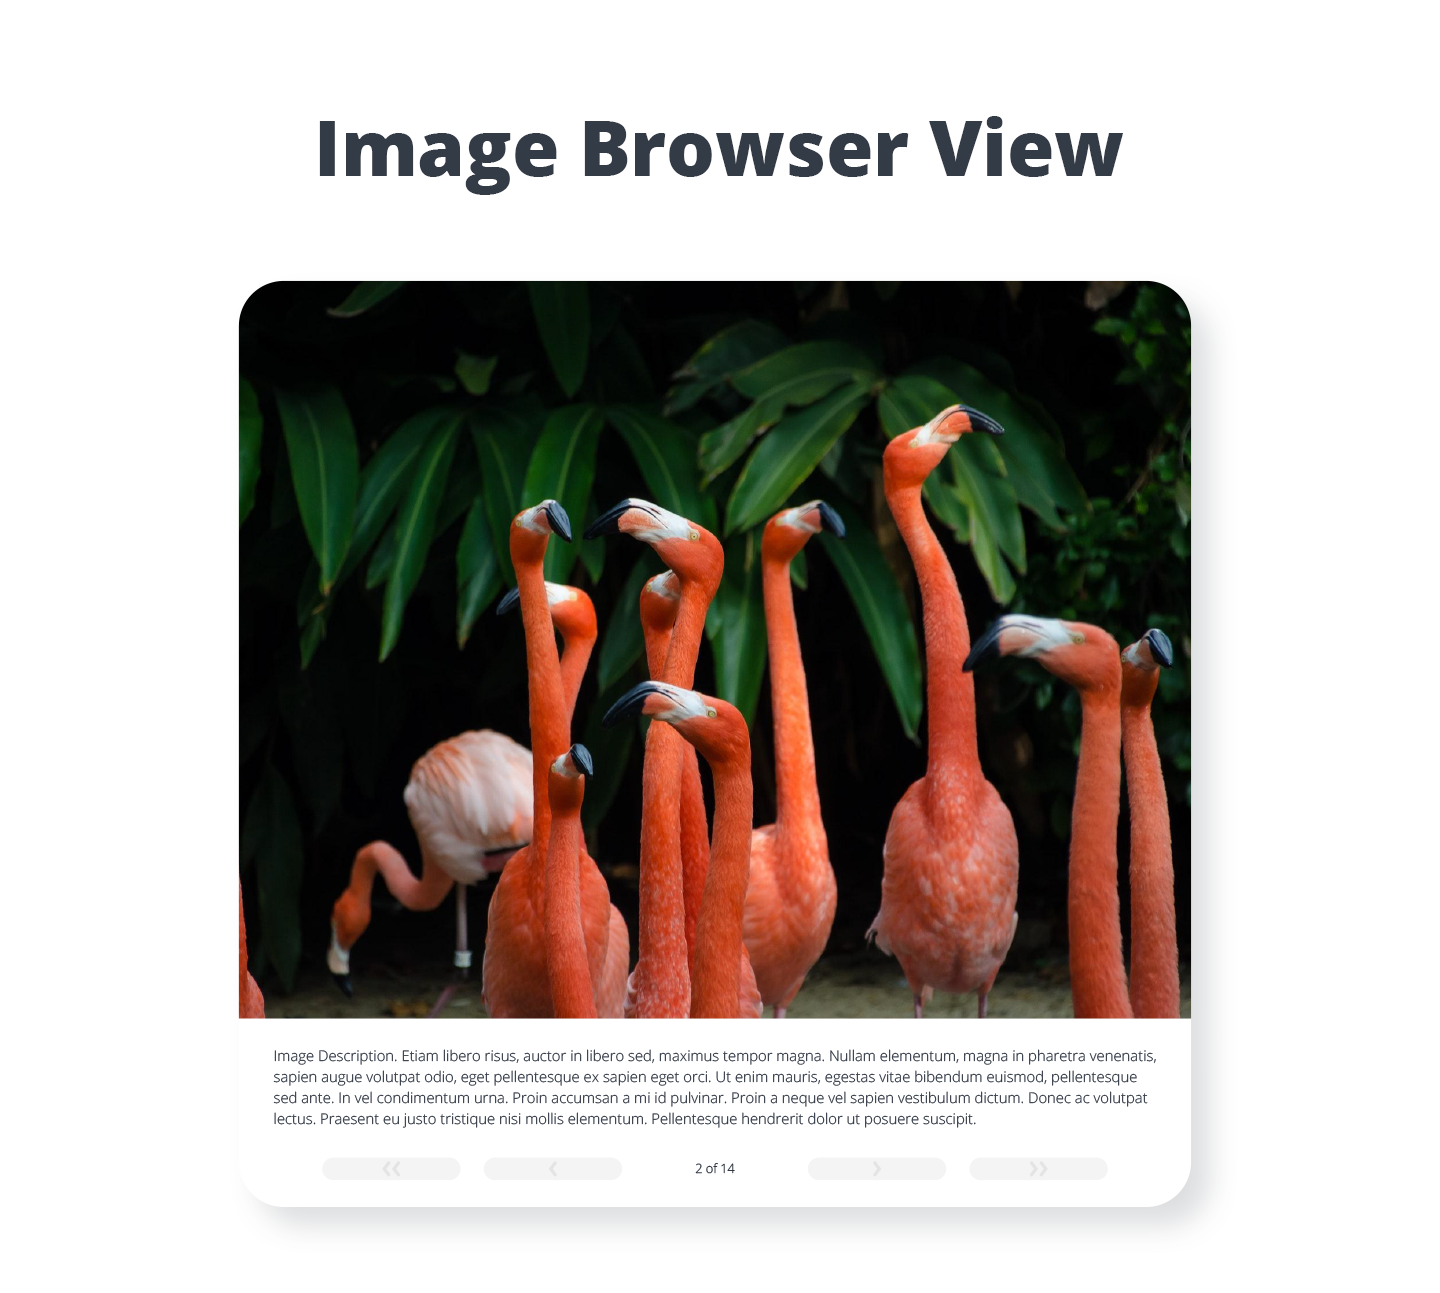 Image Browser View
Image Description. Etiam libero risus, auctor in libero sed, maximus tempor magna. Nullam elementum, magna in pharetra venenatis,
sapien augue volutpat odio, eget pellentesque ex sapien eget orci. Ut enim mauris, egestas vitae bibendum euismod, pellentesque
sed ante. In vel condimentum urna. Proin accumsan a mi id pulvinar. Proin a neque vel sapien vestibulum dictum. Donec ac volutpat
lectus. Praesent eu justo tristique nisi mollis elementum. Pellentesque hendrerit dolor ut posuere suscipit.
2 of 14